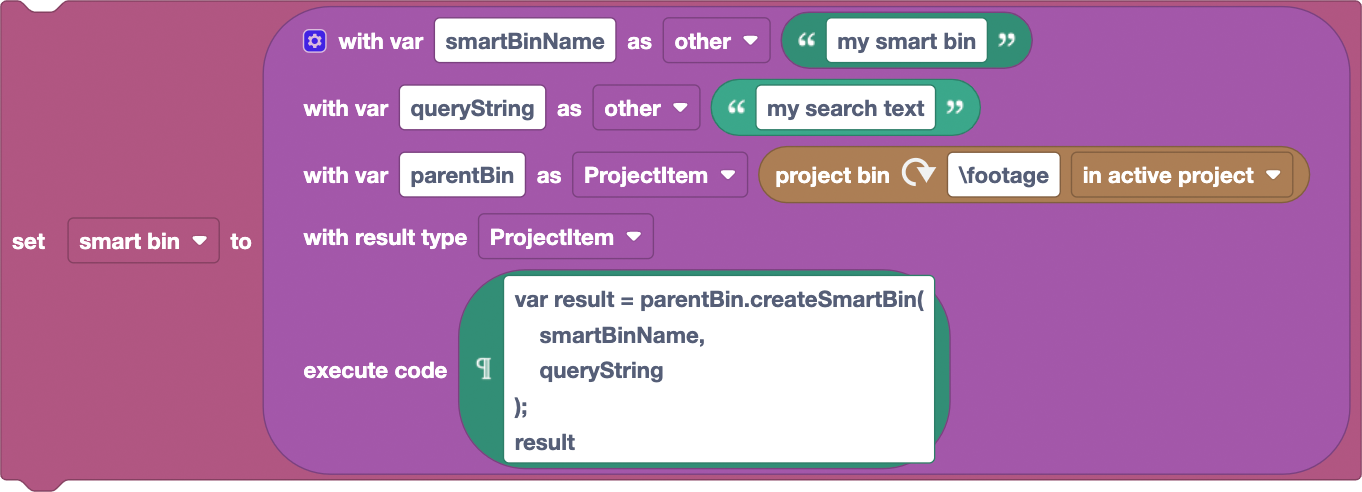 with var smartBinName as other “ my smart bin ”
with var queryString as other “ my search text ”
with var parentBin as ProjectItem project bin \footage in active project
with result type ProjectItem
set smart bin to
var result = parentBin.createSmartBin(
smartBinName,
execute code ¶ queryString
);
result